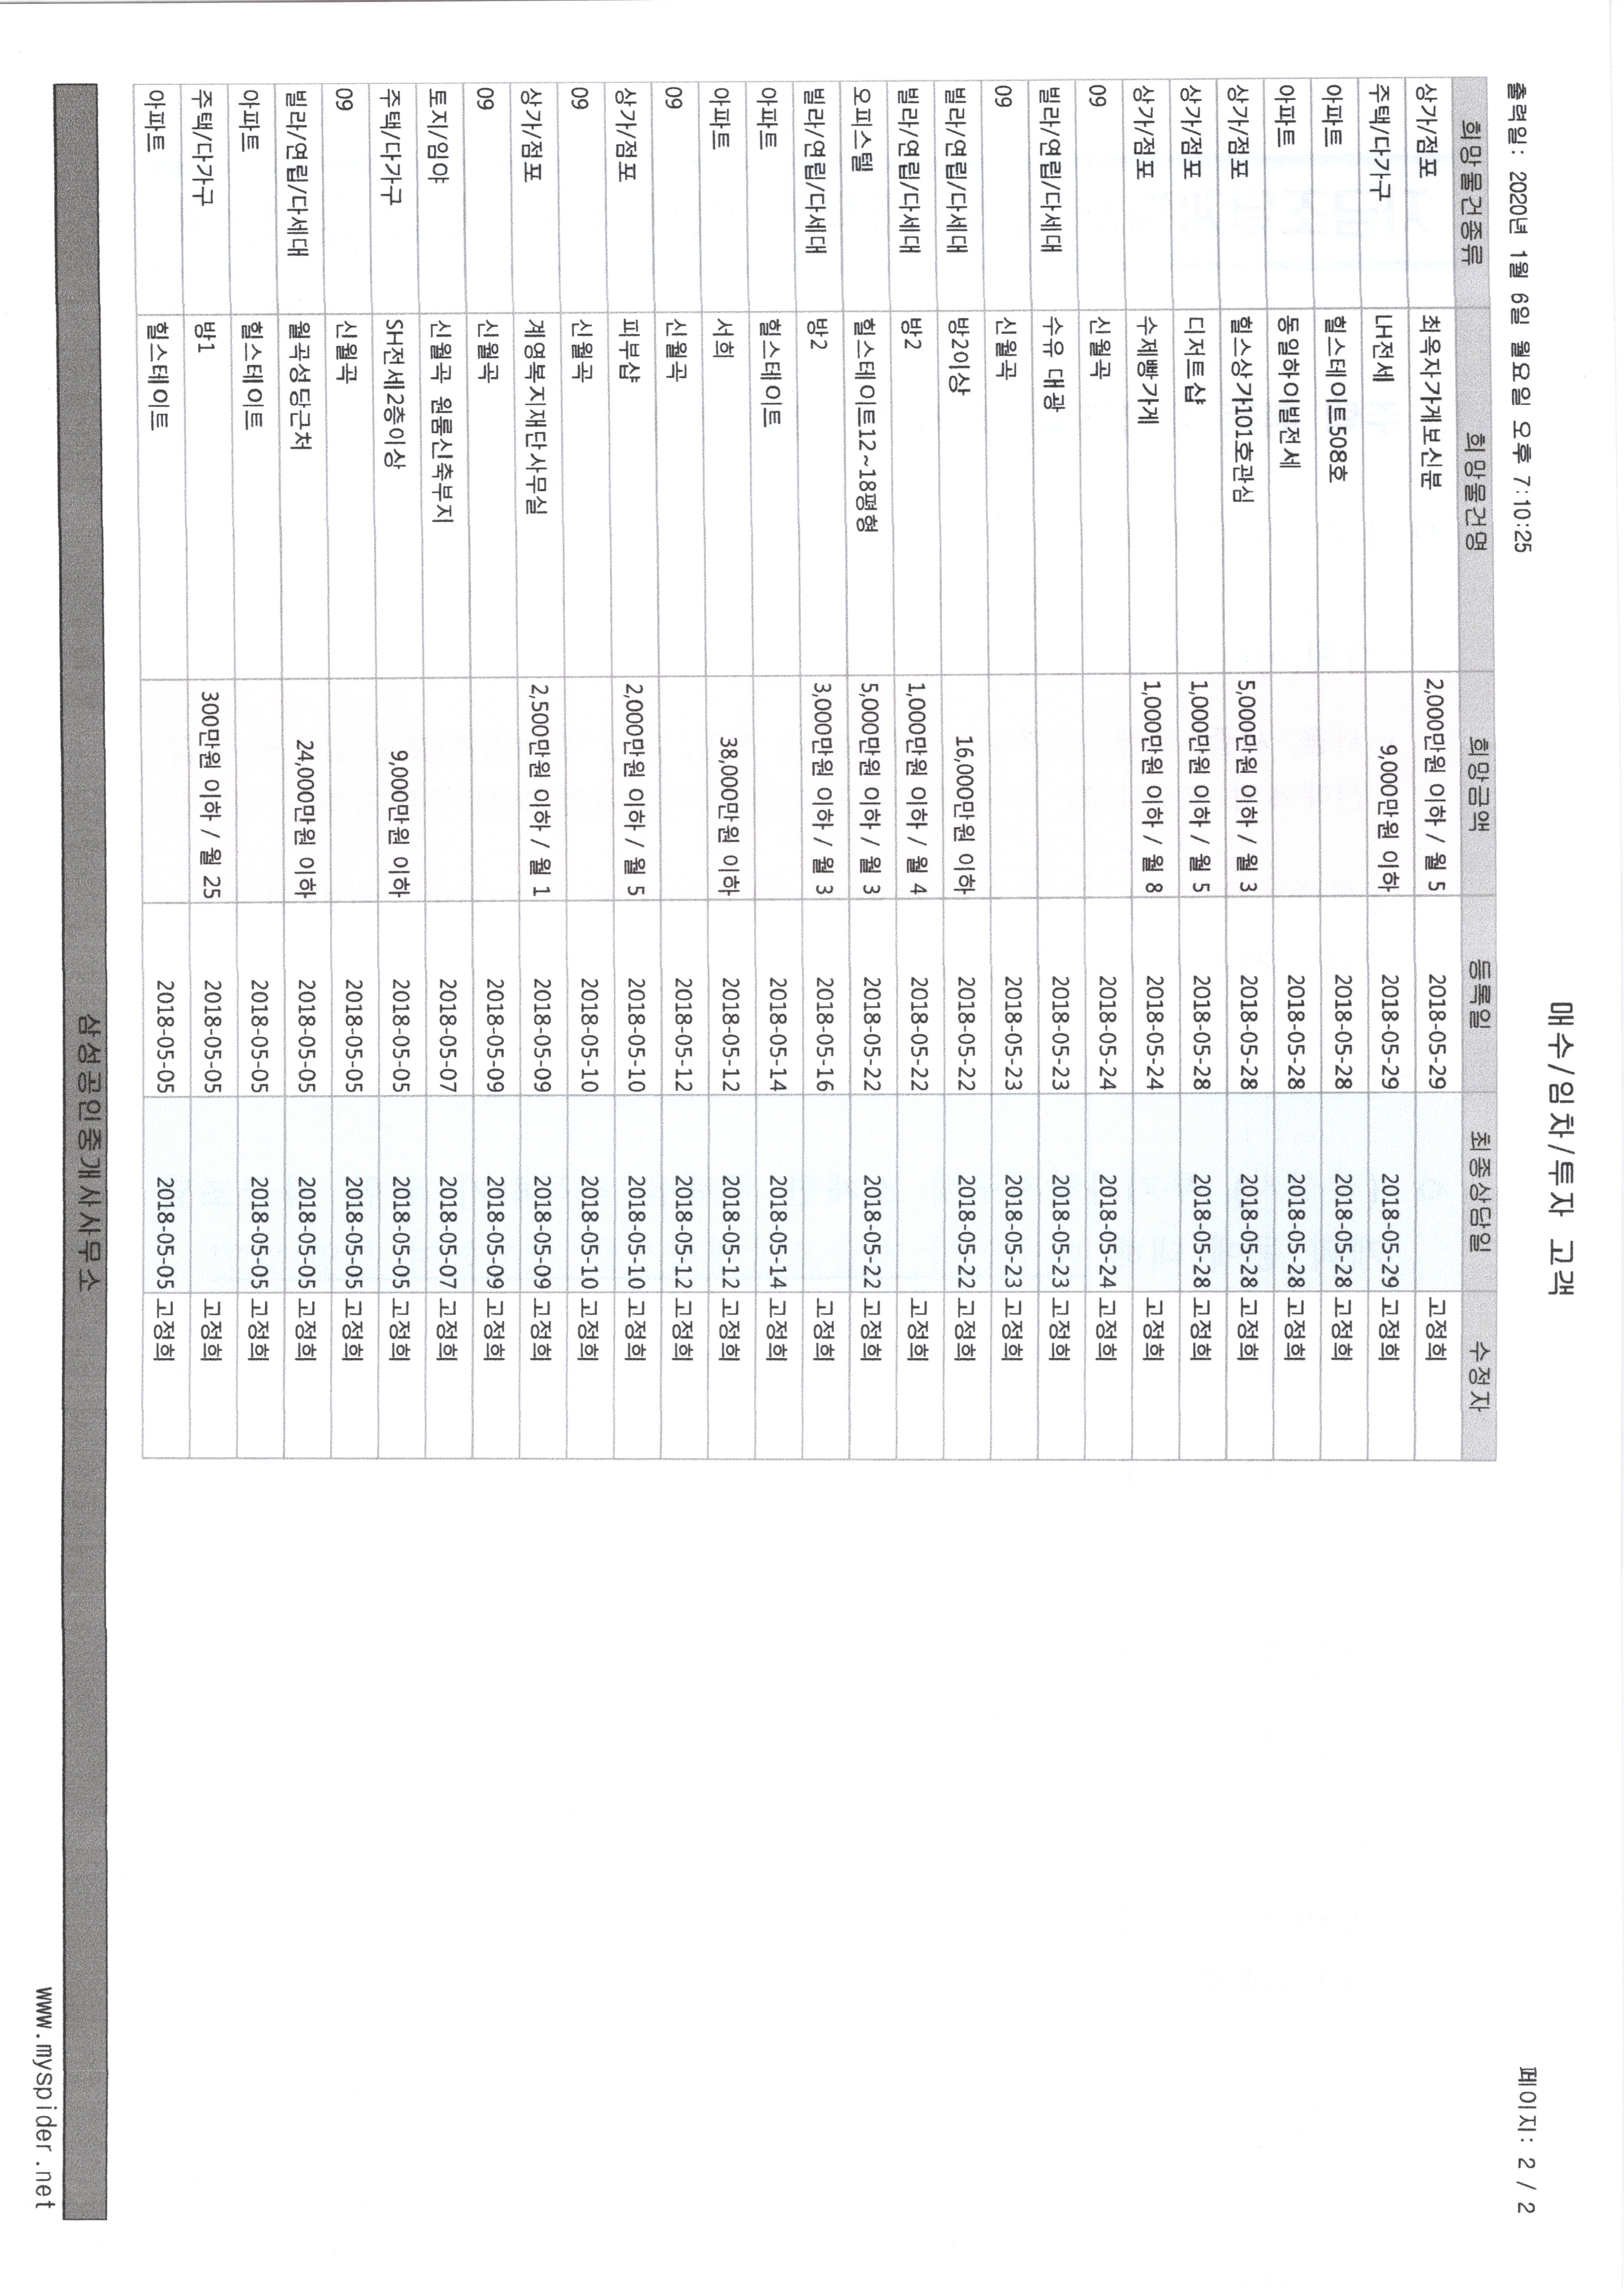 매수/임차/투자 고객
출력일: 2020년 1월 6일 월요일 오후 7:10:25
페이지: 2 / 2
희망물건종류 희망물건명 희망금액 등록일 최종상담일 수정자
상가/점포 최옥자가게보신분 2,000만원 이하 / 월 5 2018-05-29 고정희
주택/다가구 LH전세 9,000만원 이하 2018-05-29 2018-05-29 고정희
아파트 힐스테이트508호 2018-05-28 2018-05-28 고정희
아파트 동일하이빌전세 2018-05-28 2018-05-28 고정희
상가/점포 힐스상가101호관심 5,000만원 이하 / 월 3 2018-05-28 2018-05-28 고정희
상가/점포 디저트샵 1,000만원 이하 / 월 5 2018-05-28 2018-05-28 고정희
상가/점포 수제빵가게 1,000만원 이하 / 월 8 2018-05-24 고정희
09 신월곡 2018-05-24 2018-05-24 고정희
빌라/연립/다세대 수유 대광 2018-05-23 2018-05-23 고정희
09 신월곡 2018-05-23 2018-05-23 고정희
빌라/연립/다세대 방2이상 16,000만원 이하 2018-05-22 2018-05-22 고정희
빌라/연립/다세대 방2 1,000만원 이하 / 월 4 2018-05-22 고정희
오피스텔 힐스테이트12~18평형 5,000만원 이하 / 월 3 2018-05-22 2018-05-22 고정희
빌라/연립/다세대 방2 3,000만원 이하 / 월 3 2018-05-16 고정희
아파트 힐스테이트 2018-05-14 2018-05-14 고정희
아파트 서희 38,000만원 이하 2018-05-12 2018-05-12 고정희
09 신월곡 2018-05-12 2018-05-12 고정희
상가/점포 피부샵 2,000만원 이하 / 월 5 2018-05-10 2018-05-10 고정희
09 신월곡 2018-05-10 2018-05-10 고정희
상가/점포 계영복지재단사무실 2,500만원 이하 / 월 1 2018-05-09 2018-05-09 고정희
09 신월곡 2018-05-09 2018-05-09 고정희
토지/임야 신월곡 원룸신축부지 2018-05-07 2018-05-07 고정희
주택/다가구 SH전세2층이상 9,000만원 이하 2018-05-05 2018-05-05 고정희
09 신월곡 2018-05-05 2018-05-05 고정희
빌라/연립/다세대 월곡성당근처 24,000만원 이하 2018-05-05 2018-05-05 고정희
아파트 힐스테이트 2018-05-05 2018-05-05 고정희
주택/다가구 방1 300만원 이하 / 월 25 2018-05-05 고정희
아파트 힐스테이트 2018-05-05 2018-05-05 고정희
삼성공인중개사사무소
www.myspider.net